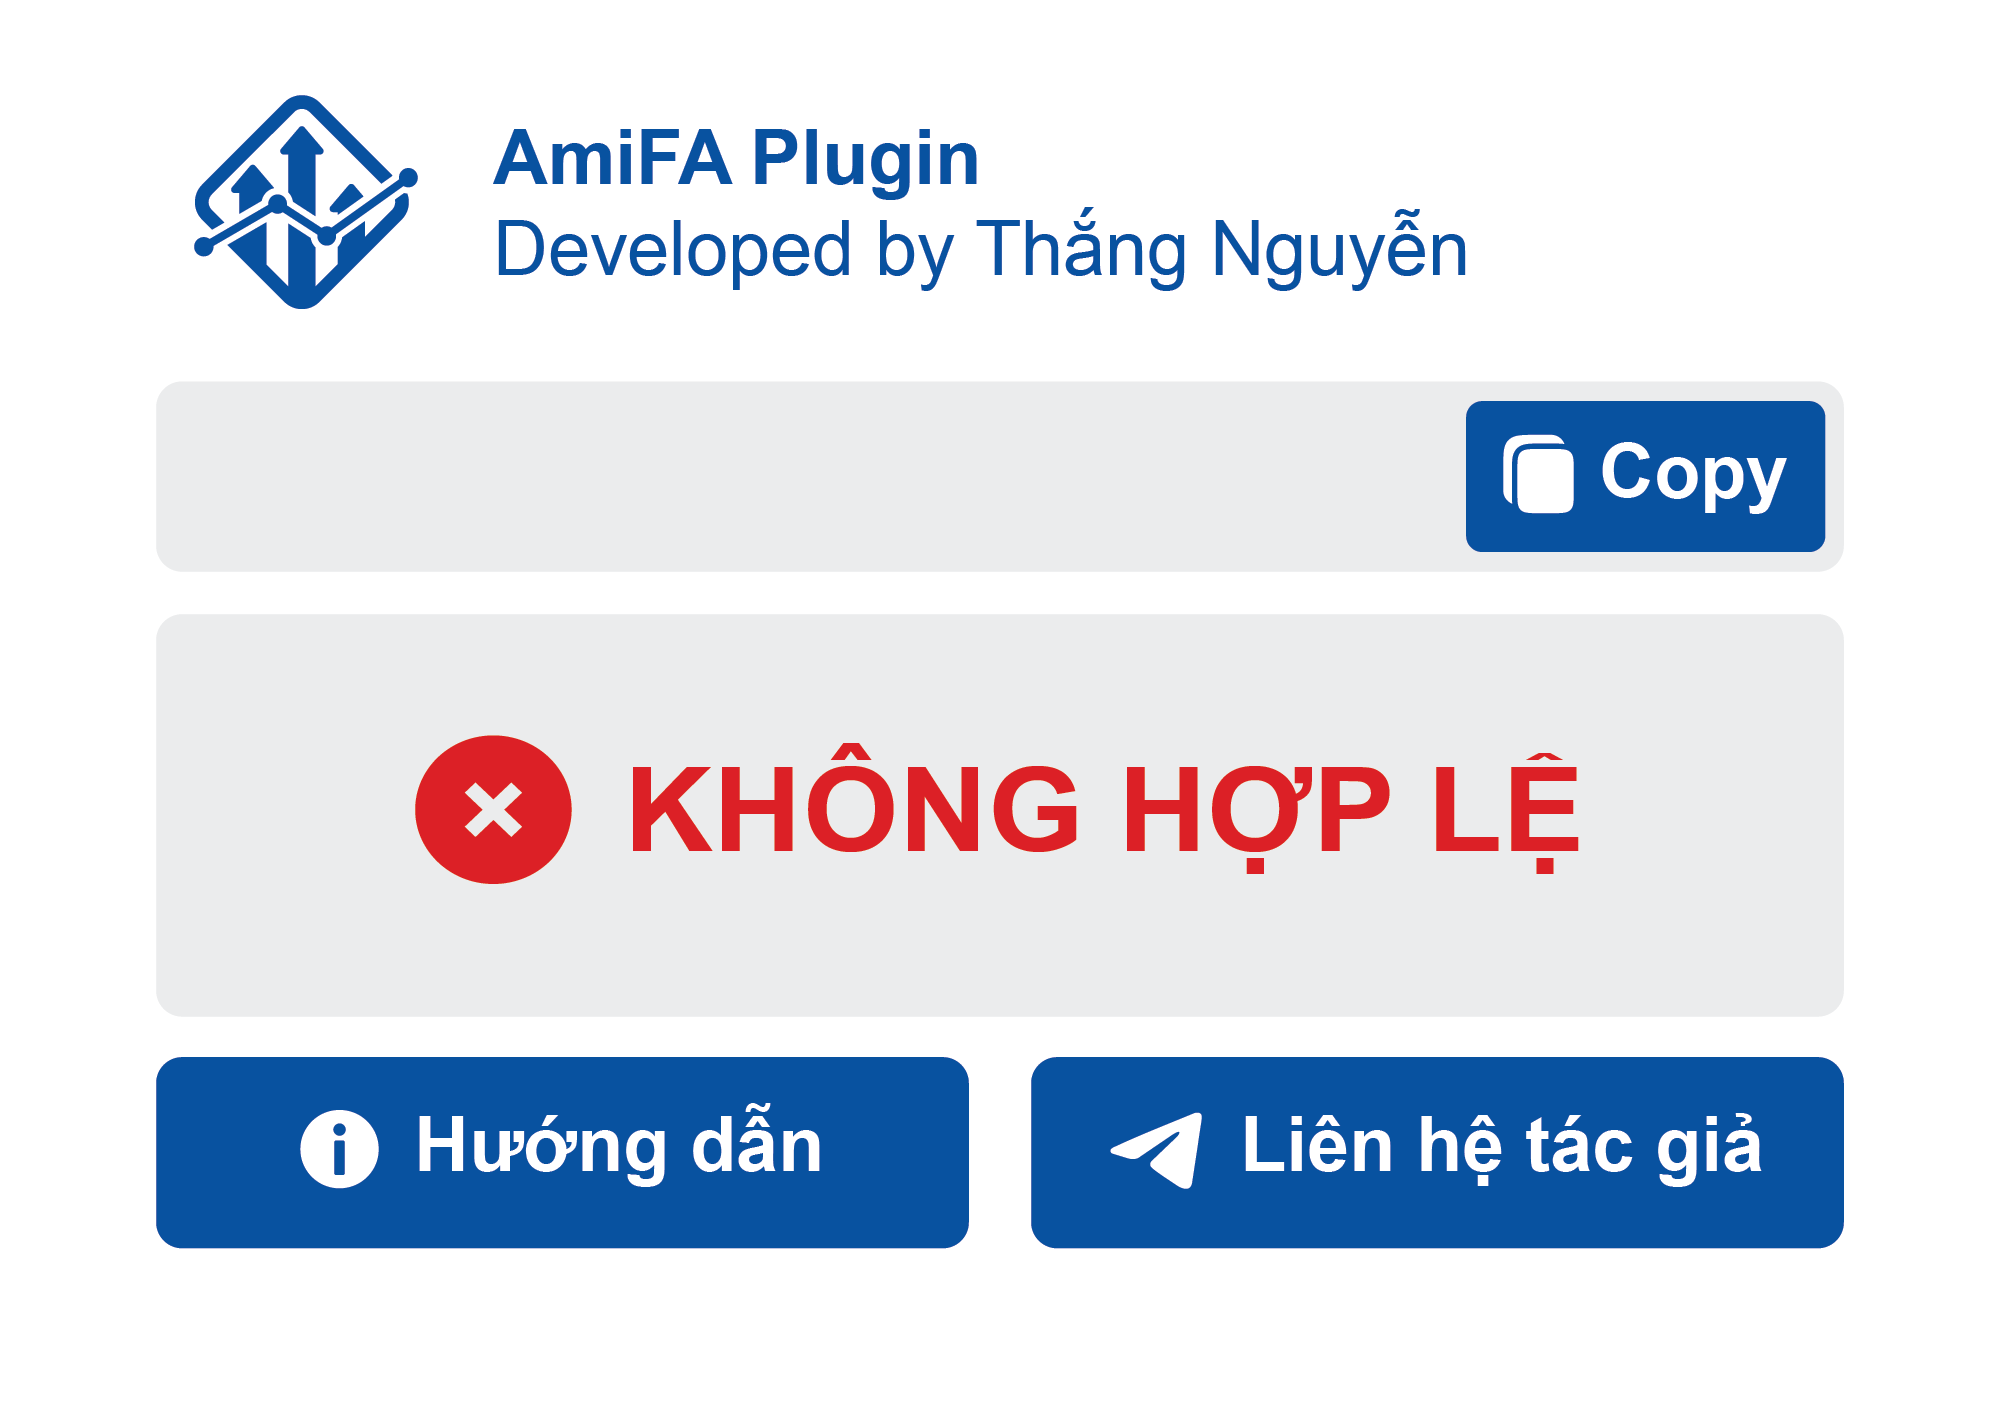 AmiFA Plugin
Developed by Thắng Nguyễn
Copy
KHÔNG HỢP LỆ
Hướng dẫn
Liên hệ tác giả